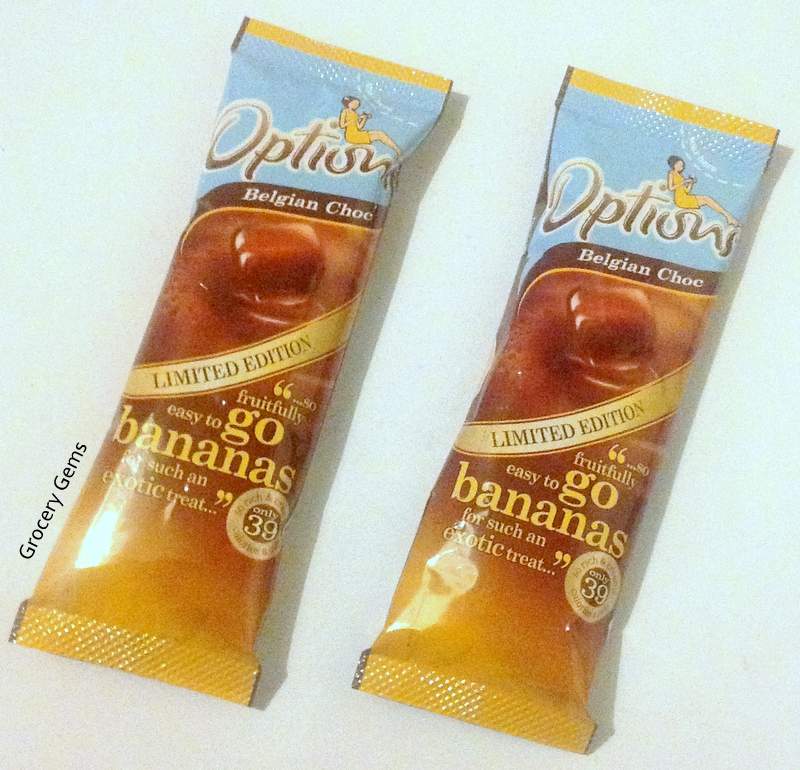 Options
Belgian Choc
LIMITED EDITION
“...so
fruitfully
easy to go
bananas
for such an
exotic treat...”
only
39
Options
Belgian Choc
LIMITED EDITION
“...so
fruitfully
easy to go
bananas
for such an
exotic treat...”
so rich &
only
39
Grocery Gems